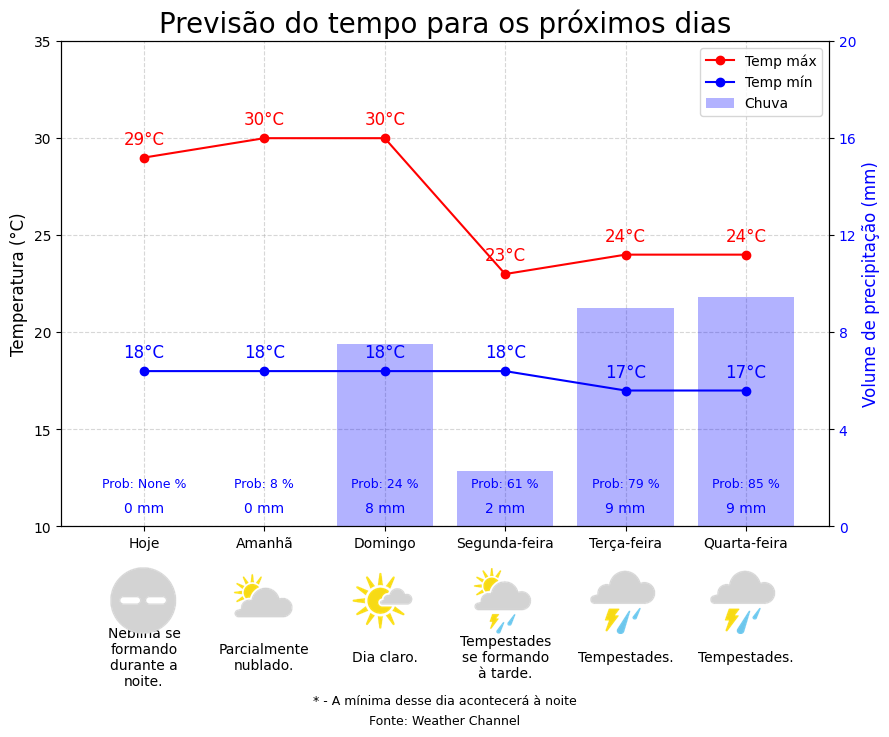 Previsão do tempo para os próximos dias
35
30
25
20
15
10
Temperatura (°C)
20
16
12
8
4
0
Volume de precipitação (mm)
Temp máx
Temp mín
Chuva
29°C
30°C
30°C
23°C
24°C
24°C
18°C
18°C
18°C
18°C
17°C
17°C
Prob: None %
Prob: 8 %
Prob: 24 %
Prob: 61 %
Prob: 79 %
Prob: 85 %
0 mm
0 mm
8 mm
2 mm
9 mm
9 mm
Hoje
Amanhã
Domingo
Segunda-feira
Terça-feira
Quarta-feira
Neblina se
formando
durante a
noite.
Parcialmente
nublado.
Dia claro.
Tempestades
se formando
à tarde.
Tempestades.
Tempestades.
* - A mínima desse dia acontecerá à noite
Fonte: Weather Channel